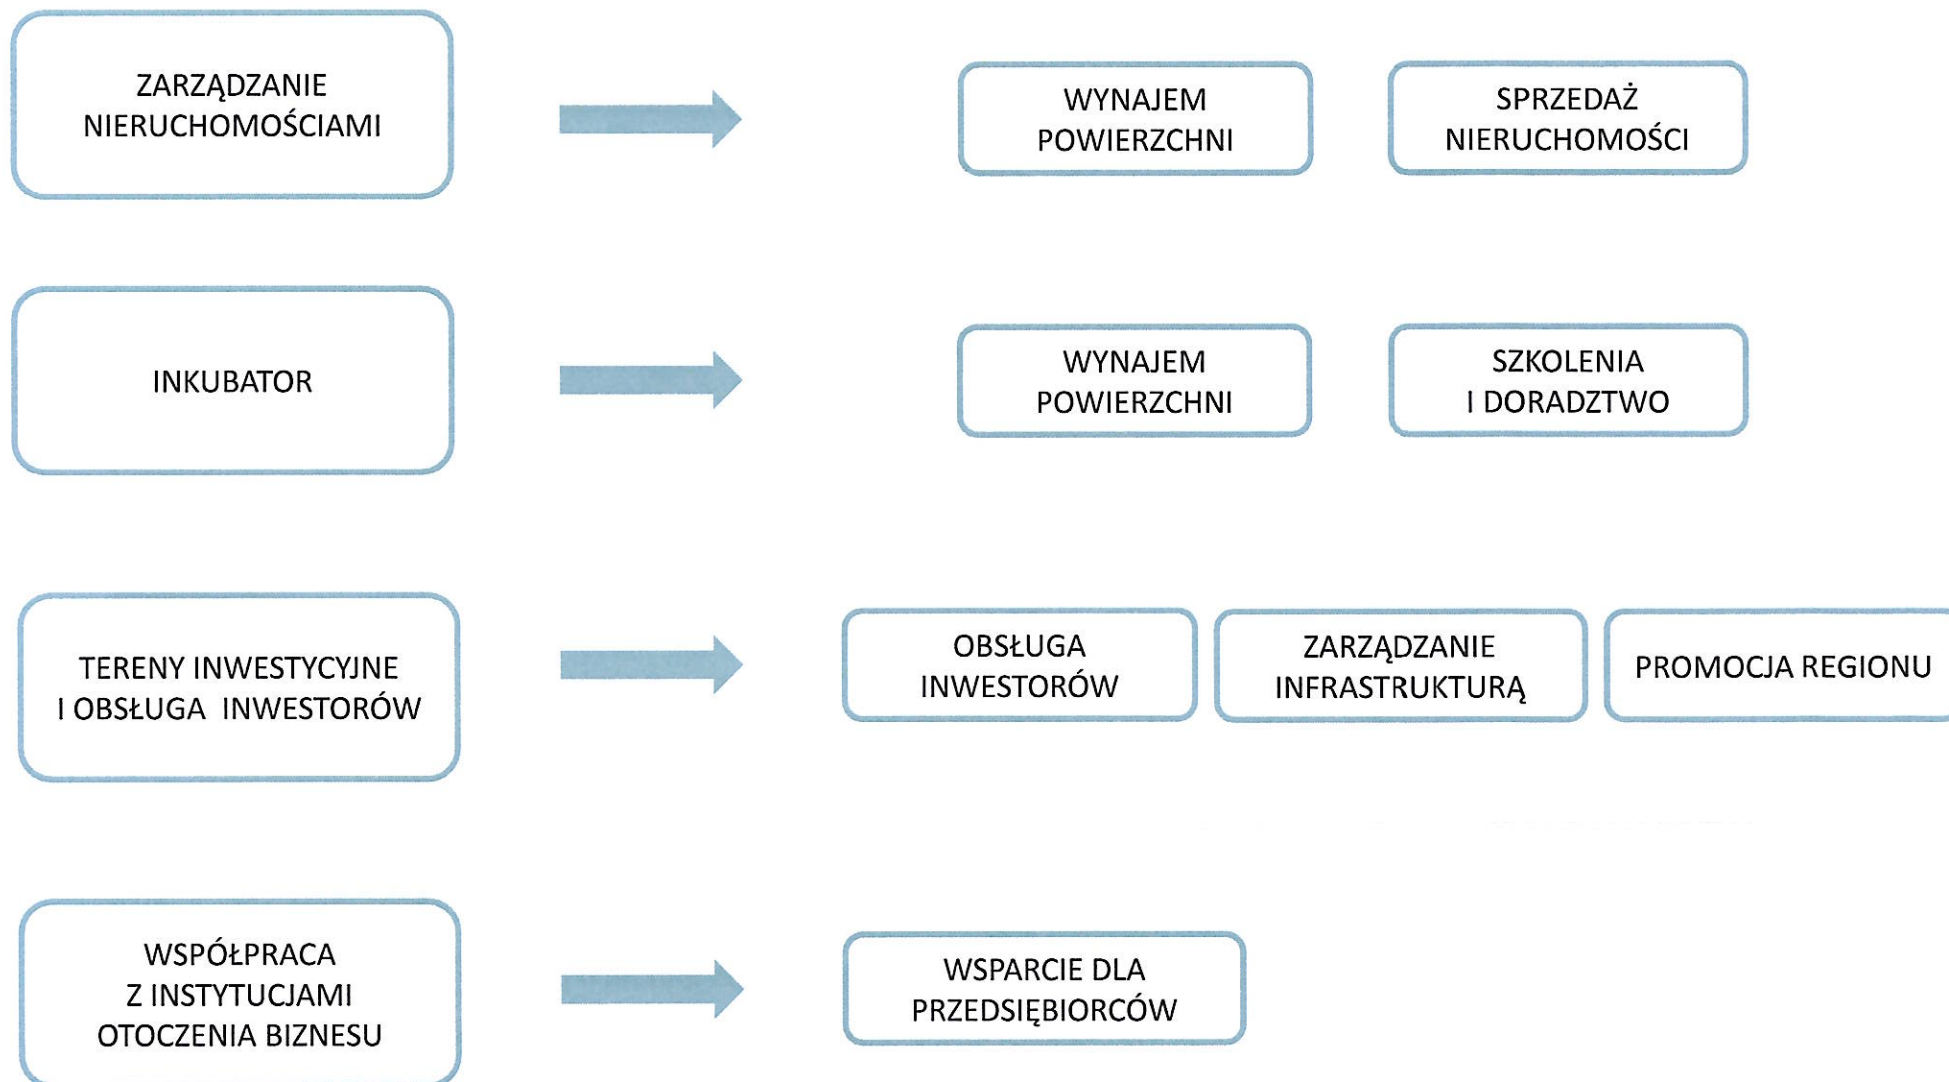 ZARZĄDZANIE
NIERUCHOMOŚCIAMI
WYNAJEM
POWIERZCHNI
SPRZEDAŻ
NIERUCHOMOŚCI
INKUBATOR
WYNAJEM
POWIERZCHNI
SZKOLENIA
I DORADZTWO
TERENY INWESTYCYJNE
I OBSŁUGA INWESTORÓW
OBSŁUGA
INWESTORÓW
ZARZĄDZANIE
INFRASTRUKTURĄ
PROMOCJA REGIONU
WSPÓŁPRACA
Z INSTYTUCJAMI
OTOCZENIA BIZNESU
WSPARCIE DLA
PRZEDSIĘBIORCÓW